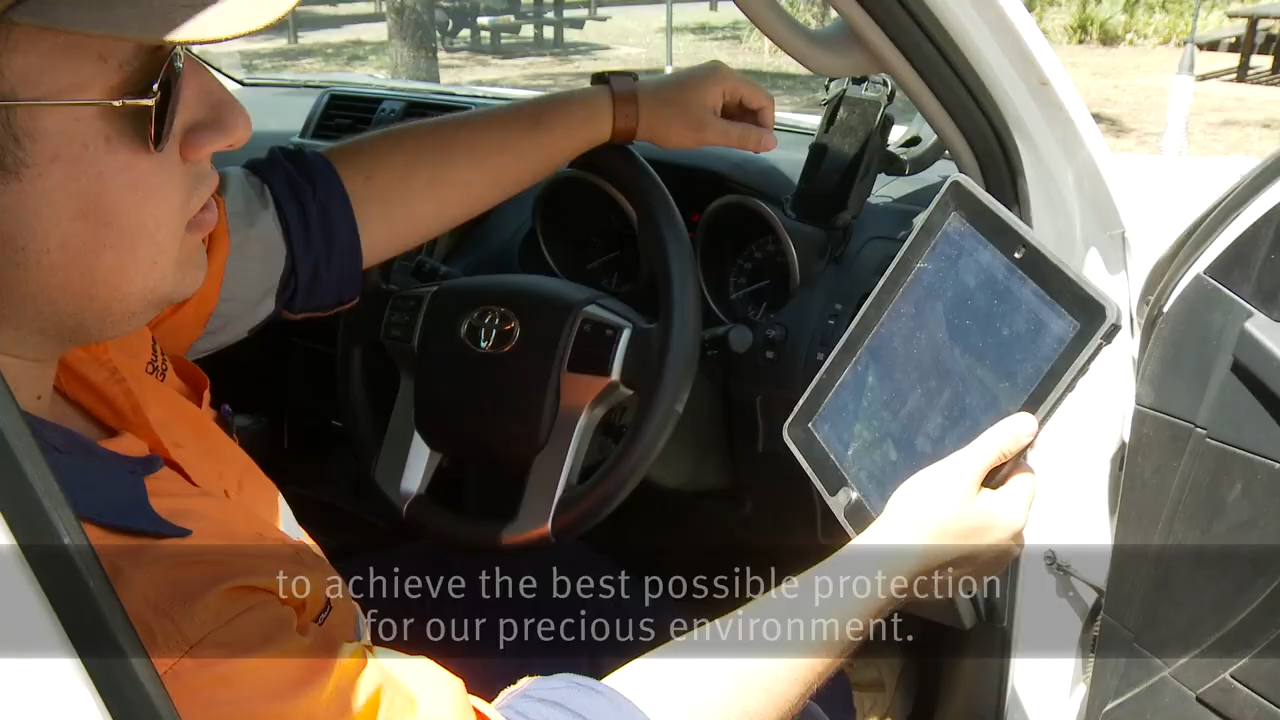 to achieve the best possible protection
for our precious environment.